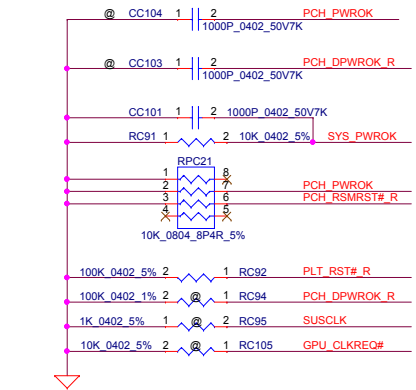 @ CC104 1 2 PCH_PWROK
1000P_0402_50V7K
@ CC103 1 2 PCH_DPWROK_R
1000P_0402_50V7K
CC101 1 2 1000P_0402_50V7K
RC91 1 2 10K_0402_5% SYS_PWROK
RPC21
1 8
2 7 PCH_PWROK
3 6 PCH_RSMRST#_R
4 5
10K_0804_8P4R_5%
100K_0402_5% 2 1 RC92 PLT_RST#_R
100K_0402_1% 2 @ 1 RC94 PCH_DPWROK_R
1K_0402_5% 1 @ 2 RC95 SUSCLK
10K_0402_5% 2 @ 1 RC105 GPU_CLKREQ#